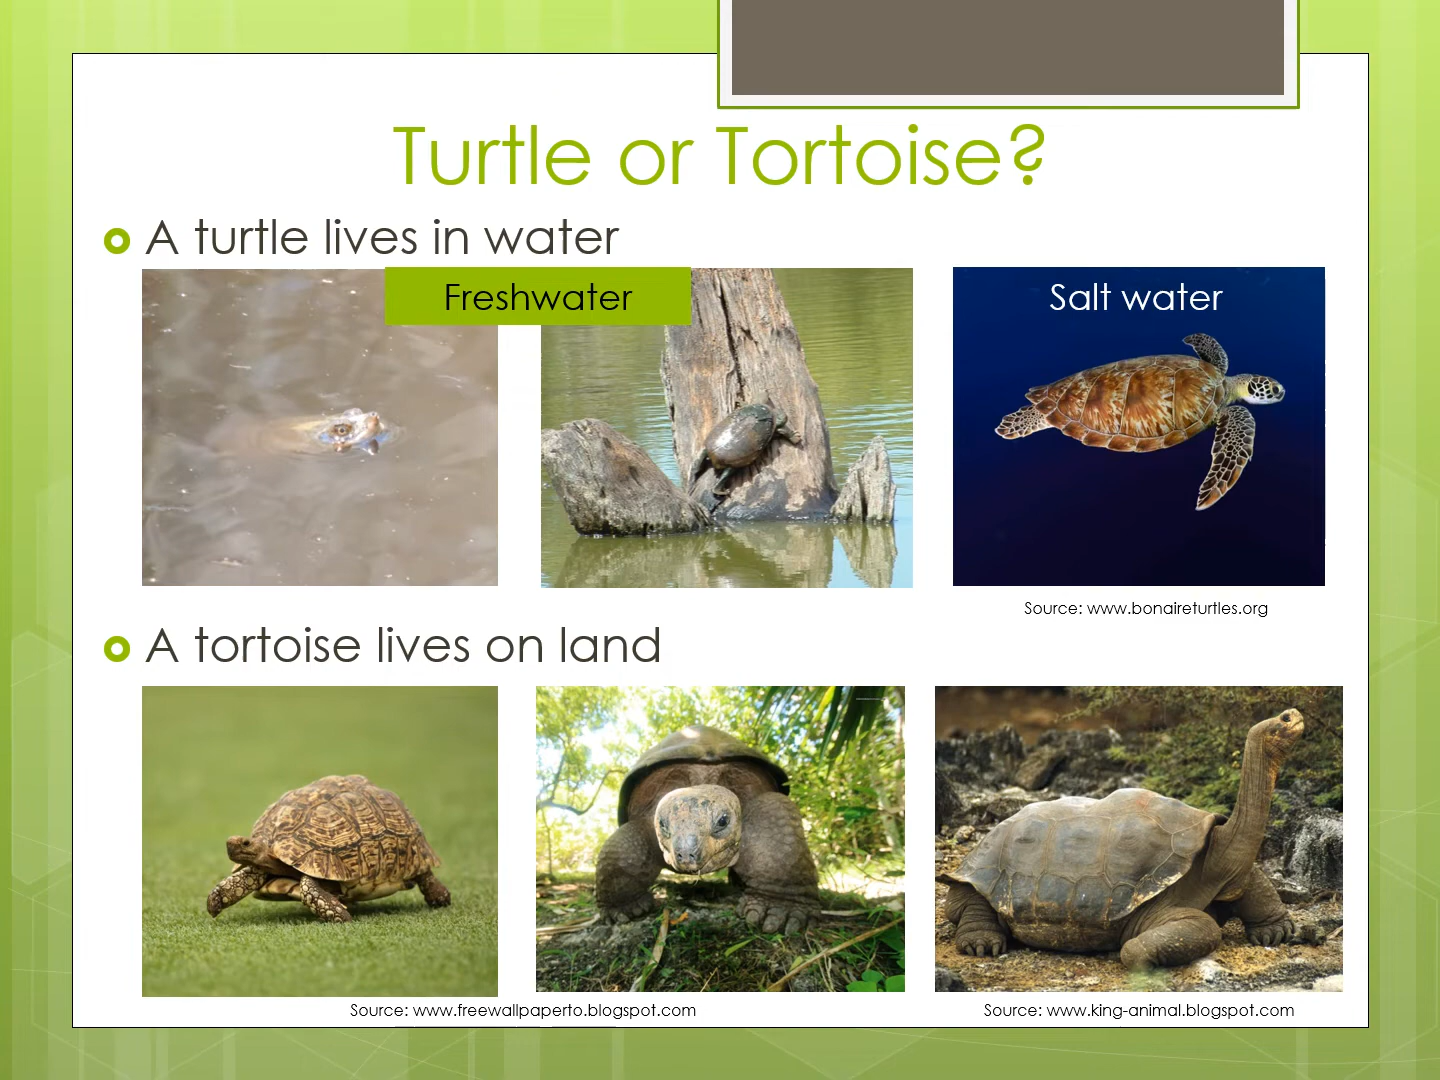 Turtle or Tortoise?
A turtle lives in water
Freshwater
Salt water
Source: www.bonaireturtles.org
A tortoise lives on land
Source: www.freewallpaperto.blogspot.com
Source: www.king-animal.blogspot.com